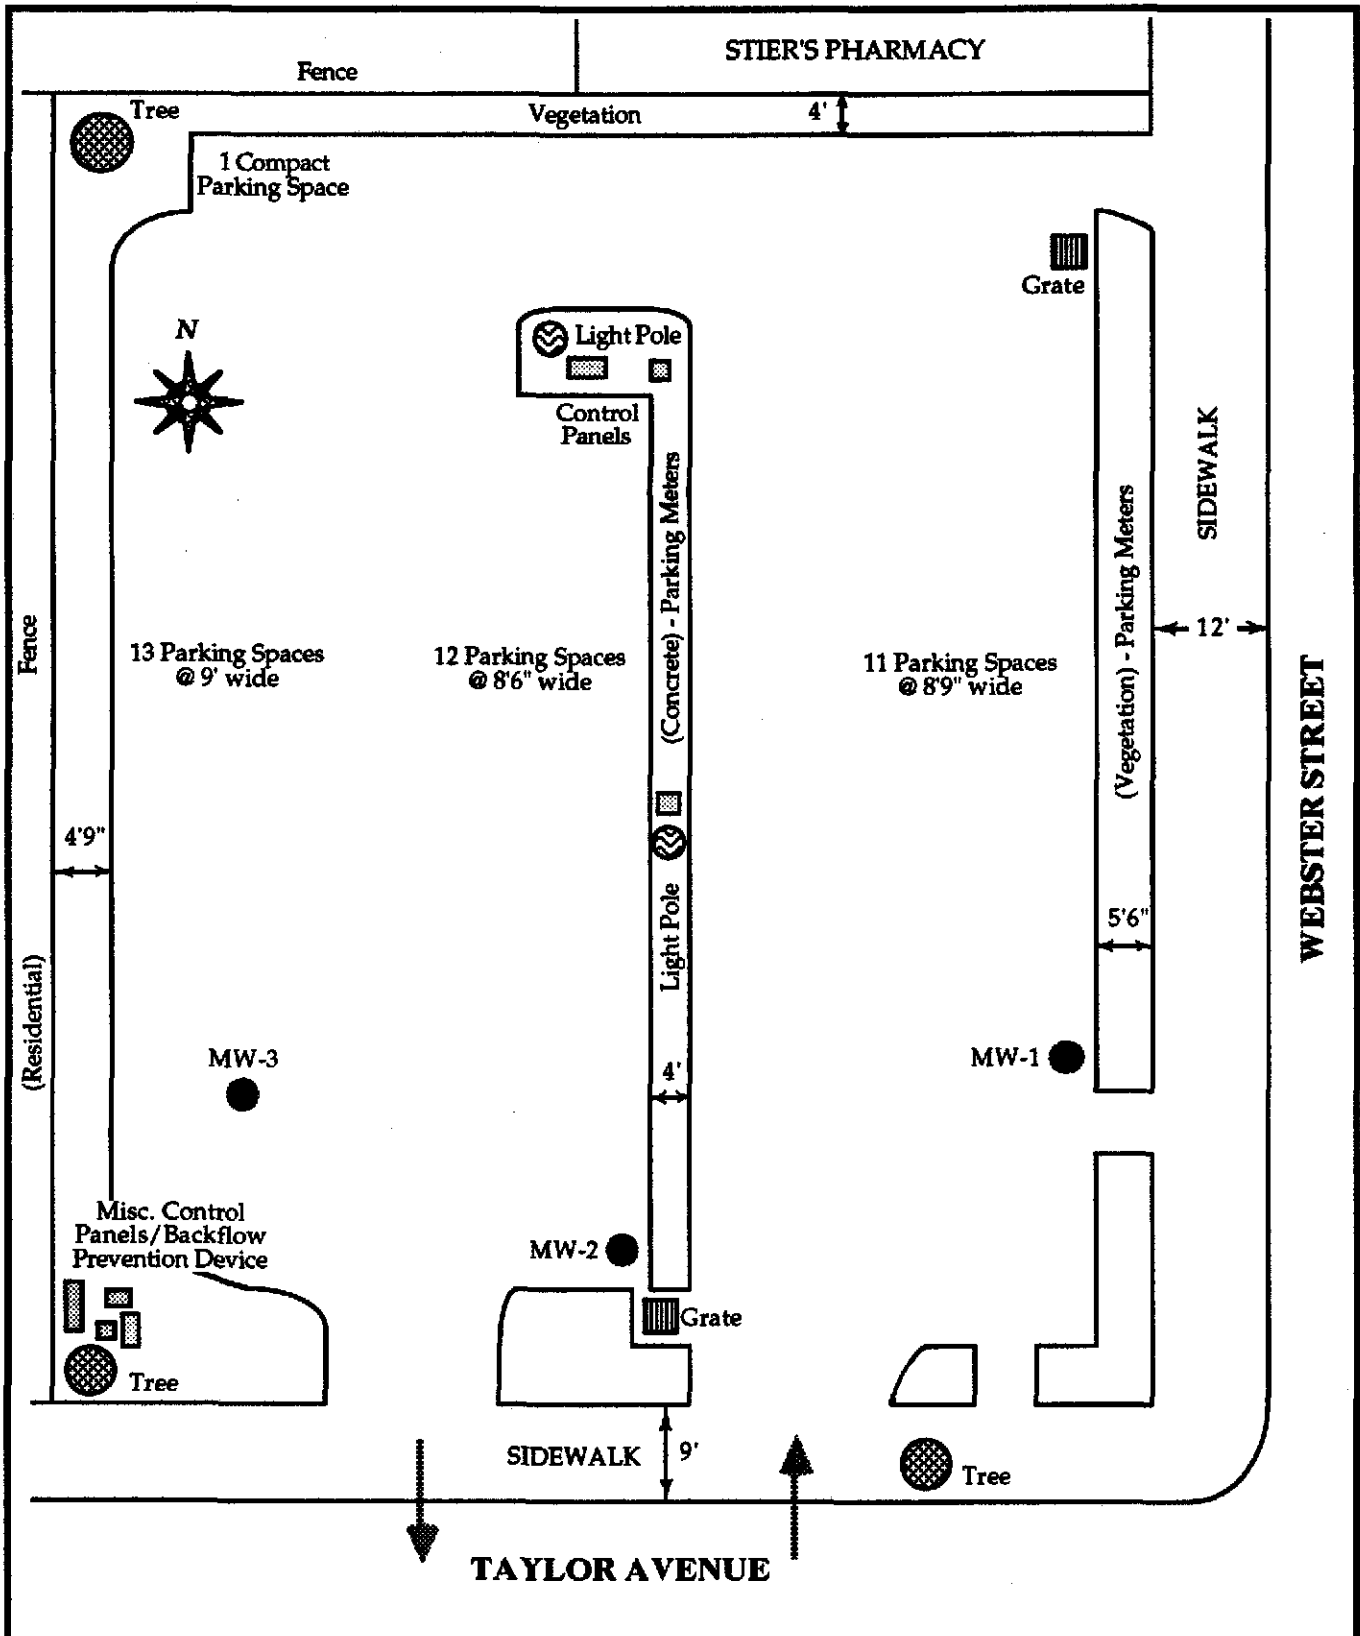 STIER'S PHARMACY
Fence
Tree
Vegetation
4'
1 Compact
Parking Space
Grate
N
Light Pole
Control
Panels
(Concrete) - Parking Meters
(Vegetation) - Parking Meters
SIDEWALK
12'
Fence
13 Parking Spaces
@ 9' wide
12 Parking Spaces
@ 8'6" wide
11 Parking Spaces
@ 8'9" wide
WEBSTER STREET
4'9"
Light Pole
5'6"
(Residential)
MW-3
MW-1
4'
Misc. Control
Panels/Backflow
Prevention Device
MW-2
Grate
Tree
SIDEWALK
9'
Tree
TAYLOR AVENUE